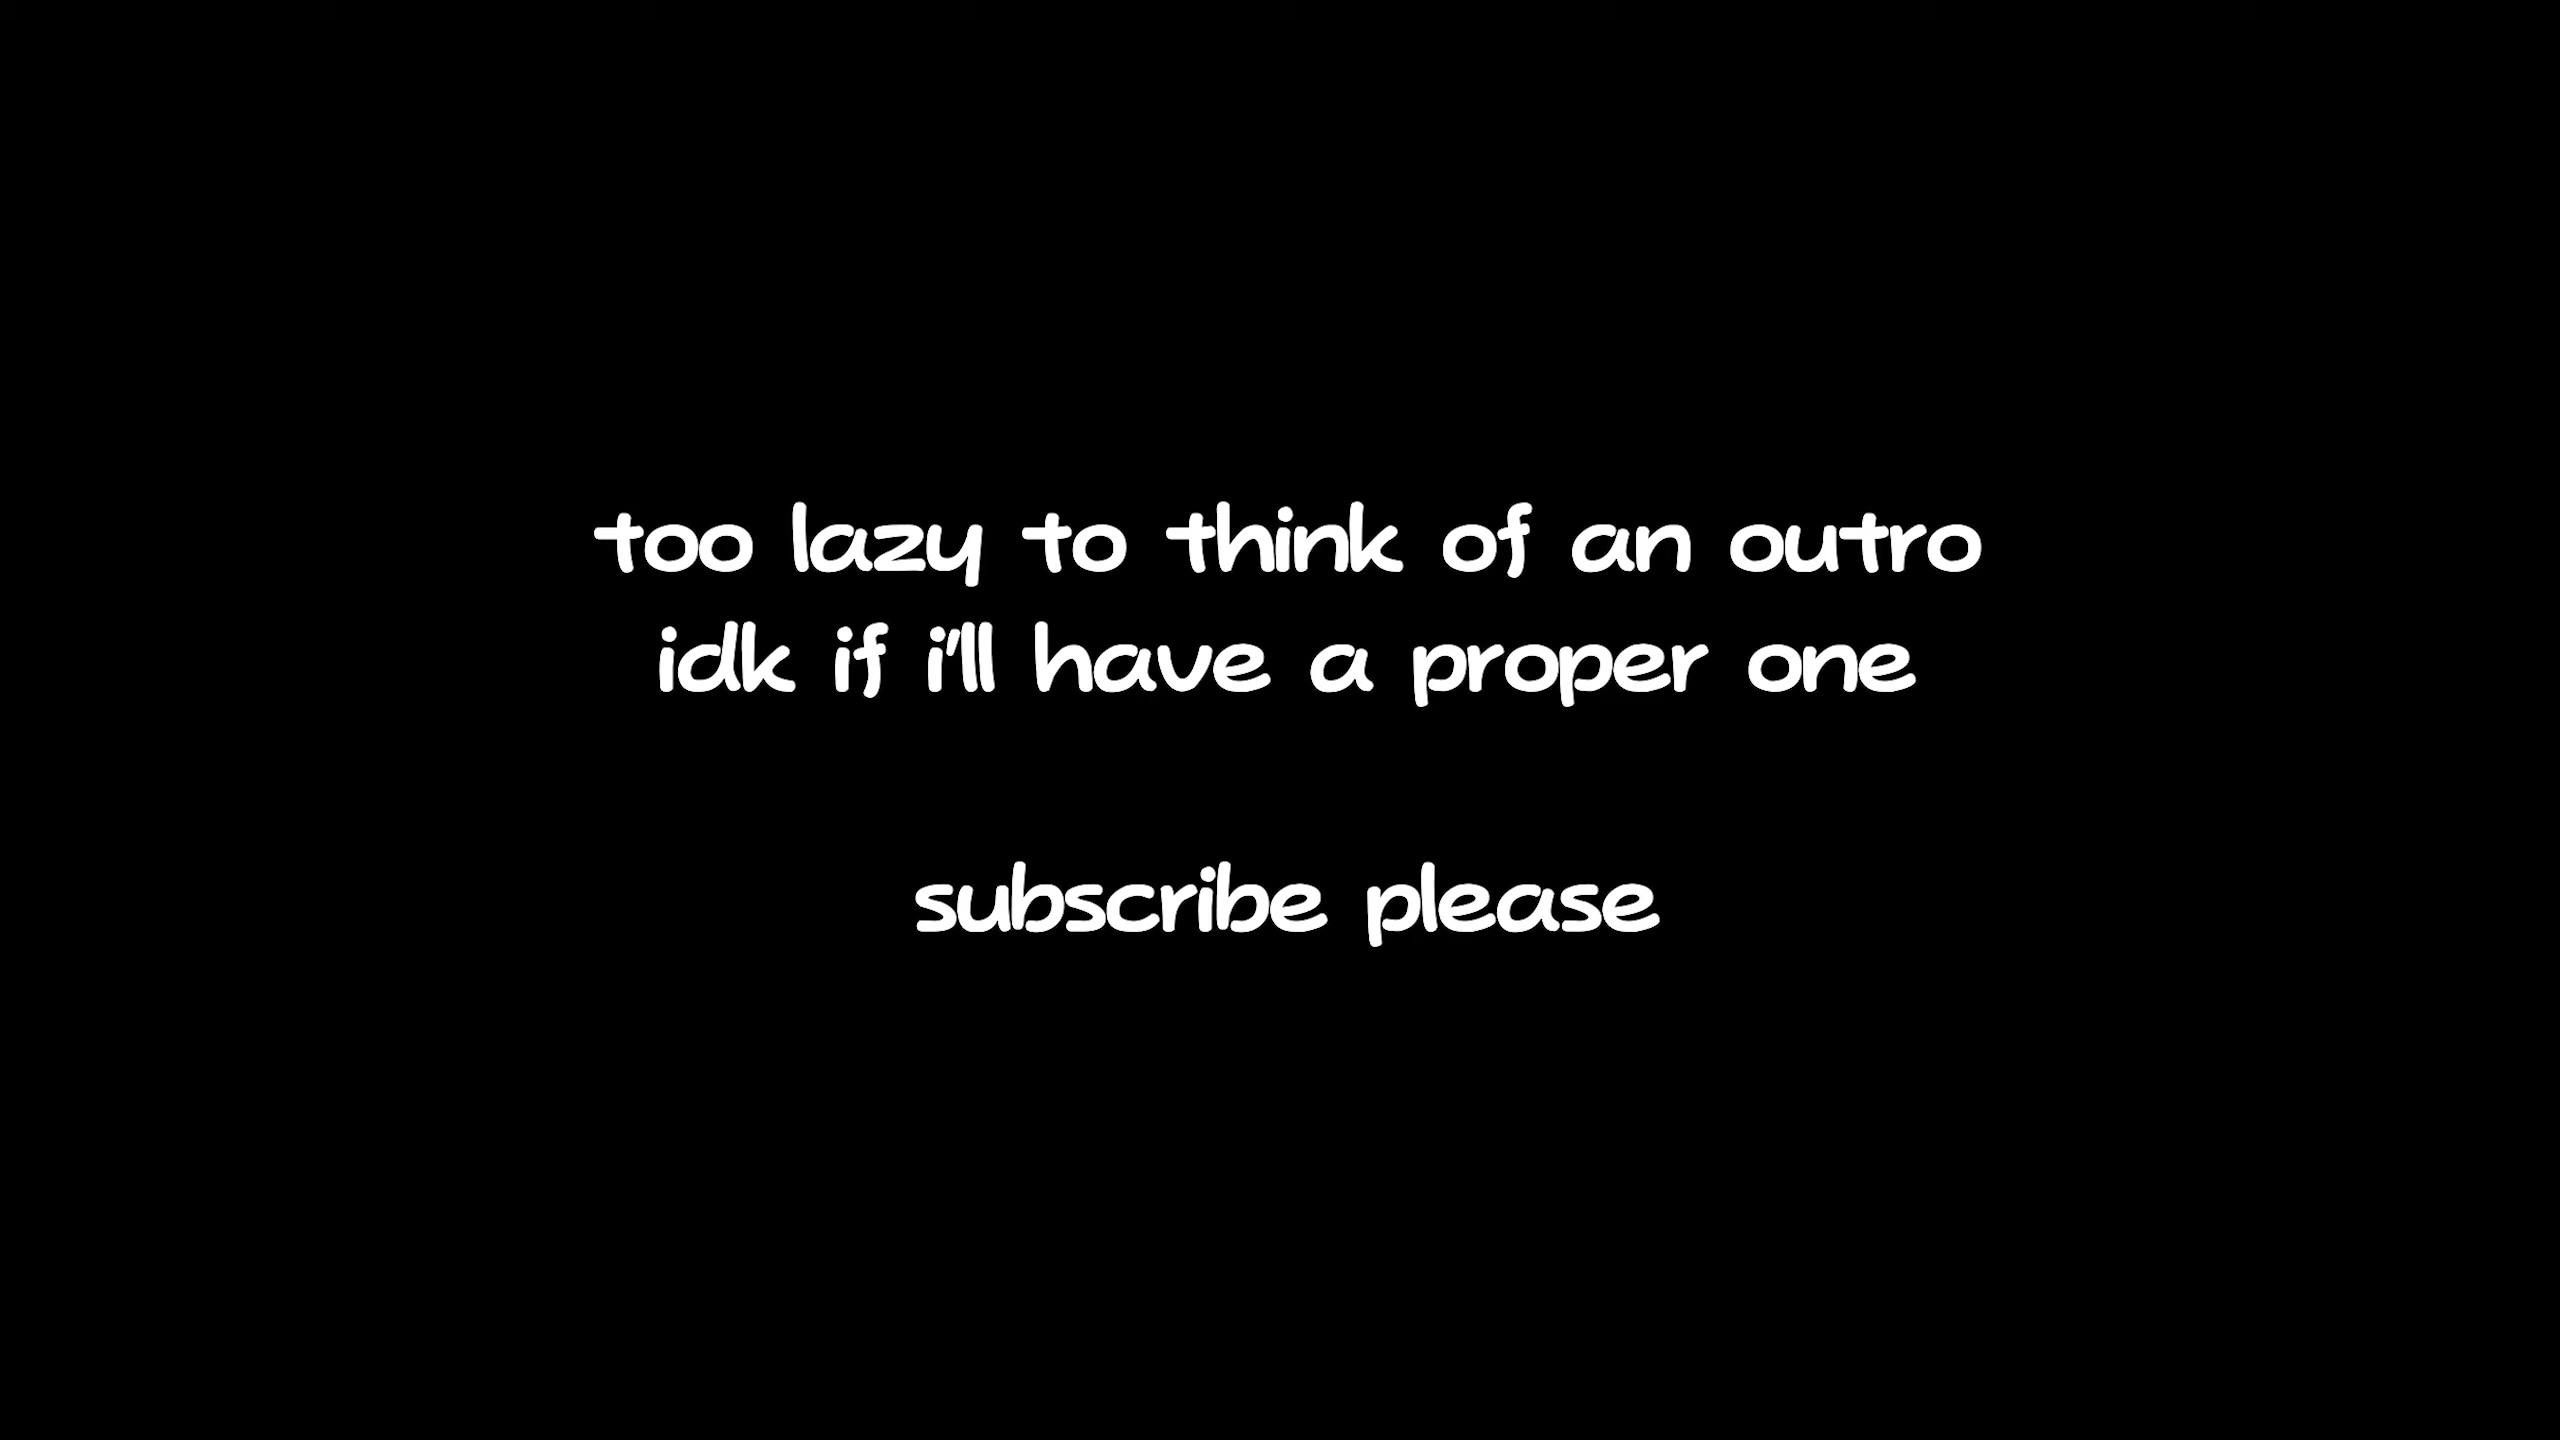 too lazy to think of an outro
idk if i'll have a proper one
subscribe please